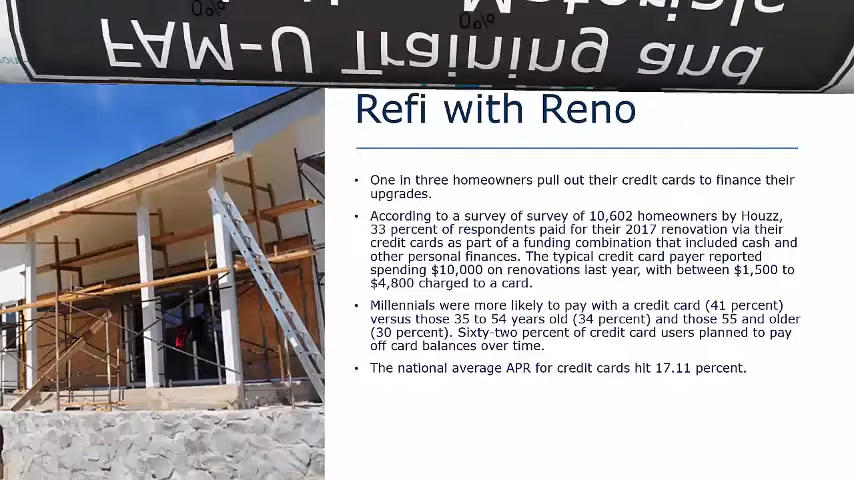 Materials
FAM-U Training and
0%
0%
Refi with Reno
• One in three homeowners pull out their credit cards to finance their
upgrades.
• According to a survey of survey of 10,602 homeowners by Houzz,
33 percent of respondents paid for their 2017 renovation via their
credit cards as part of a funding combination that included cash and
other personal finances. The typical credit card payer reported
spending $10,000 on renovations last year, with between $1,500 to
$4,800 charged to a card.
• Millennials were more likely to pay with a credit card (41 percent)
versus those 35 to 54 years old (34 percent) and those 55 and older
(30 percent). Sixty-two percent of credit card users planned to pay
off card balances over time.
• The national average APR for credit cards hit 17.11 percent.